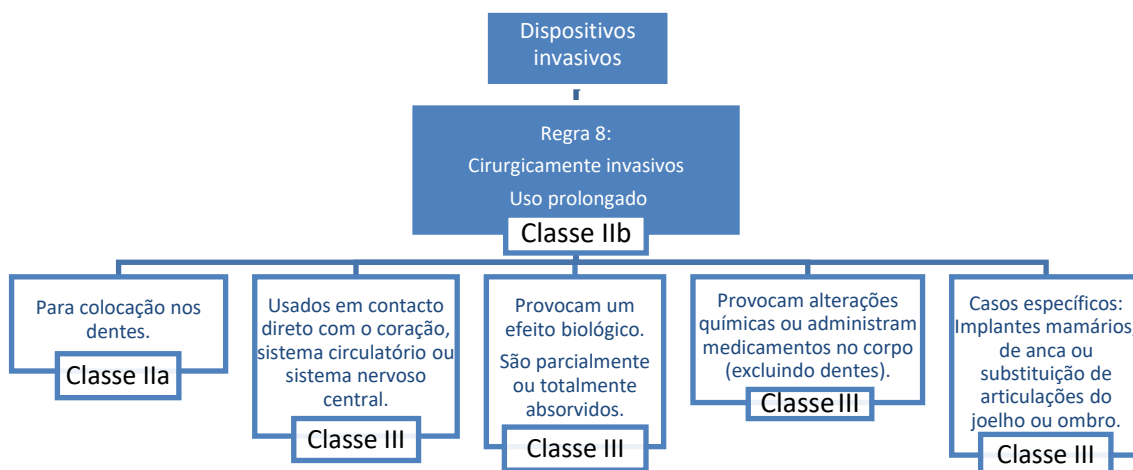 Dispositivos
invasivos
Regra 8:
Cirurgicamente invasivos
Uso prolongado
Classe IIb
Para colocação nos
dentes.
Classe IIa
Usados em contacto
direto com o coração,
sistema circulatório ou
sistema nervoso
central.
Classe III
Provocam um
efeito biológico.
São parcialmente
ou totalmente
absorvidos.
Classe III
Provocam alterações
químicas ou administram
medicamentos no corpo
(excluindo dentes).
Classe III
Casos específicos:
Implantes mamários,
de anca ou
substituição de
articulações do
joelho ou ombro.
Classe III